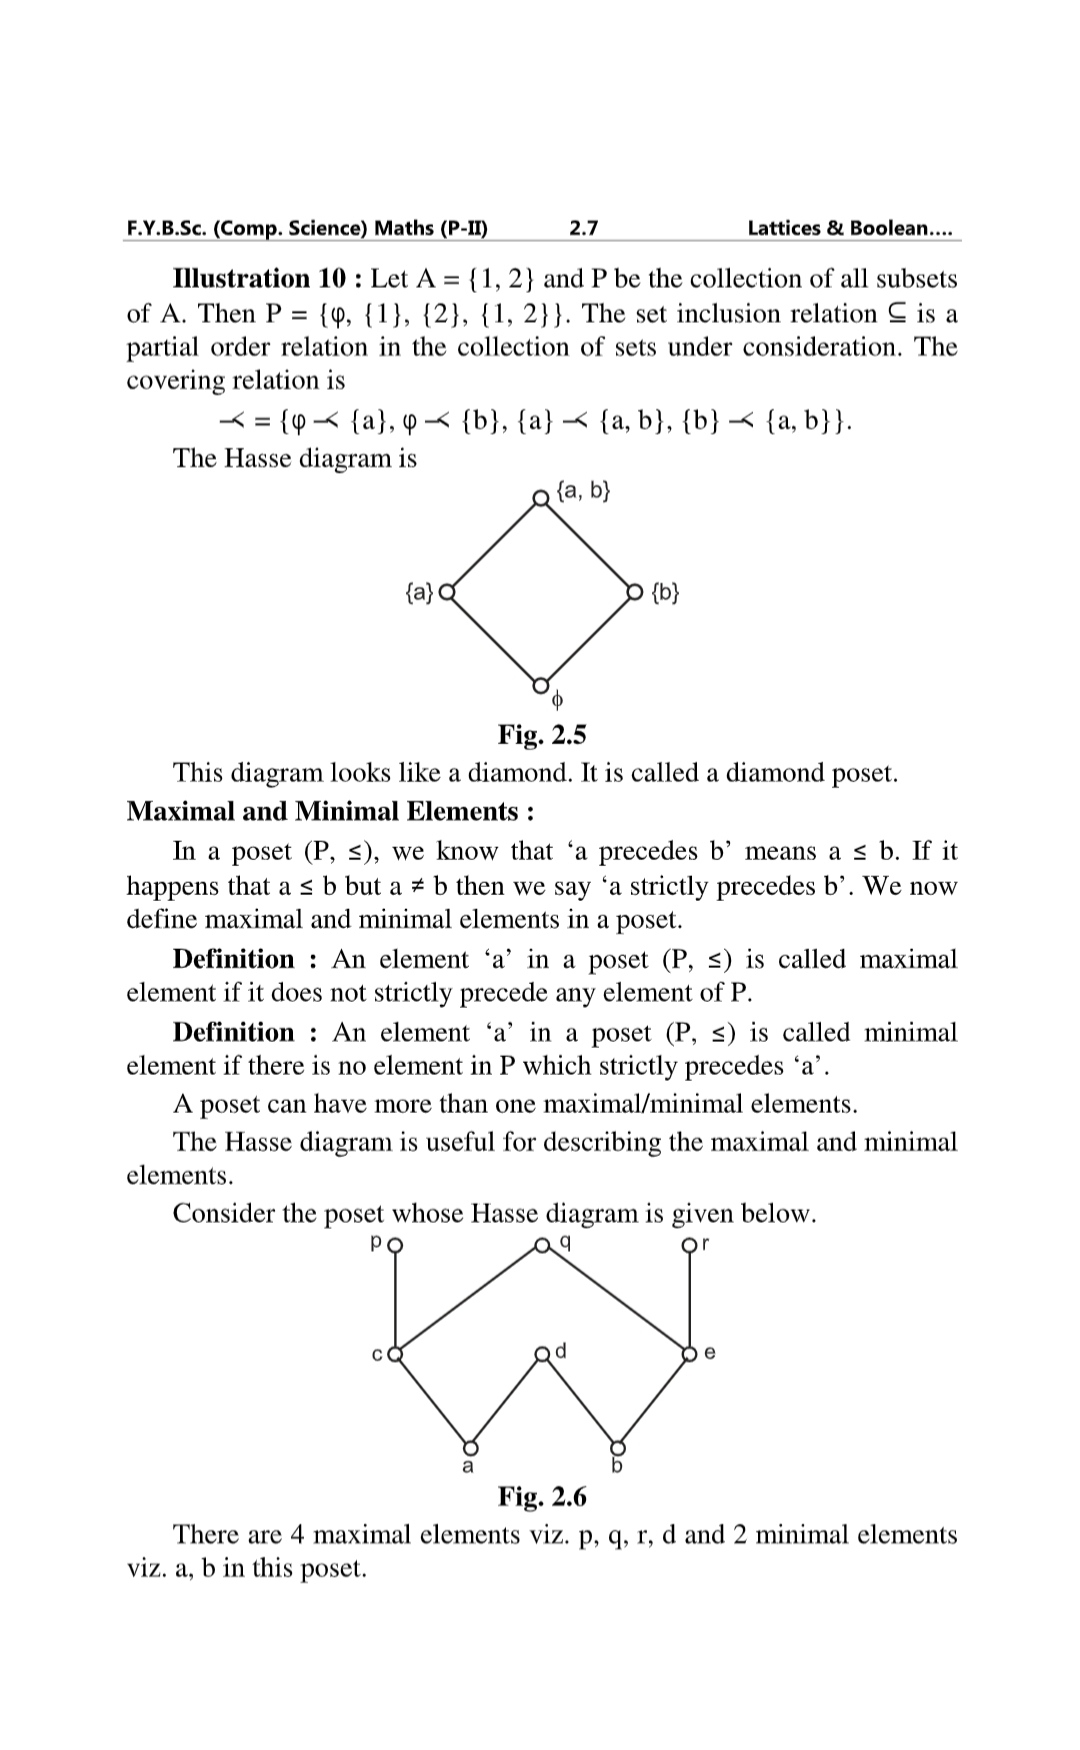 F.Y.B.Sc. (Comp. Science) Maths (P-II) 2.7 Lattices & Boolean....
Illustration 10 : Let A = {1, 2} and P be the collection of all subsets
of A. Then P = {φ, {1}, {2}, {1, 2}}. The set inclusion relation ⊆ is a
partial order relation in the collection of sets under consideration. The
covering relation is
⤙ = {φ ⤙ {a}, φ ⤙ {b}, {a} ⤙ {a, b}, {b} ⤙ {a, b}}.
The Hasse diagram is
{a, b}
{a} {b}
ϕ
Fig. 2.5
This diagram looks like a diamond. It is called a diamond poset.
Maximal and Minimal Elements :
In a poset (P, ≤), we know that ‘a precedes b’ means a ≤ b. If it
happens that a ≤ b but a ≠ b then we say ‘a strictly precedes b’. We now
define maximal and minimal elements in a poset.
Definition : An element ‘a’ in a poset (P, ≤) is called maximal
element if it does not strictly precede any element of P.
Definition : An element ‘a’ in a poset (P, ≤) is called minimal
element if there is no element in P which strictly precedes ‘a’.
A poset can have more than one maximal/minimal elements.
The Hasse diagram is useful for describing the maximal and minimal
elements.
Consider the poset whose Hasse diagram is given below.
p q r
c d e
a b
Fig. 2.6
There are 4 maximal elements viz. p, q, r, d and 2 minimal elements
viz. a, b in this poset.